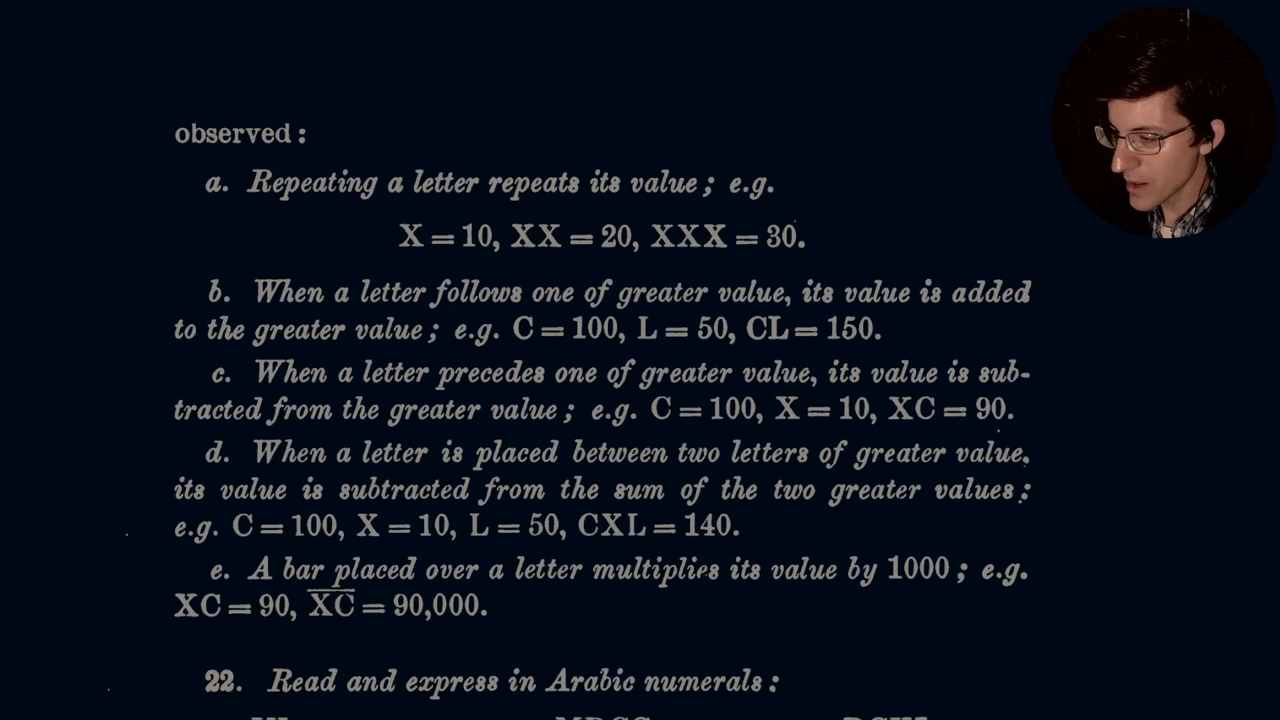 observed:
a. Repeating a letter repeats its value; e.g.
X = 10, XX = 20, XXX = 30.
b. When a letter follows one of greater value, its value is added
to the greater value; e.g. C = 100, L = 50, CL = 150.
c. When a letter precedes one of greater value, its value is sub-
tracted from the greater value; e.g. C = 100, X = 10, XC = 90.
d. When a letter is placed between two letters of greater value,
its value is subtracted from the sum of the two greater values;
e.g. C = 100, X = 10, L = 50, CXL = 140.
e. A bar placed over a letter multiplies its value by 1000; e.g.
XC = 90, X̅C̅ = 90,000.
22. Read and express in Arabic numerals: